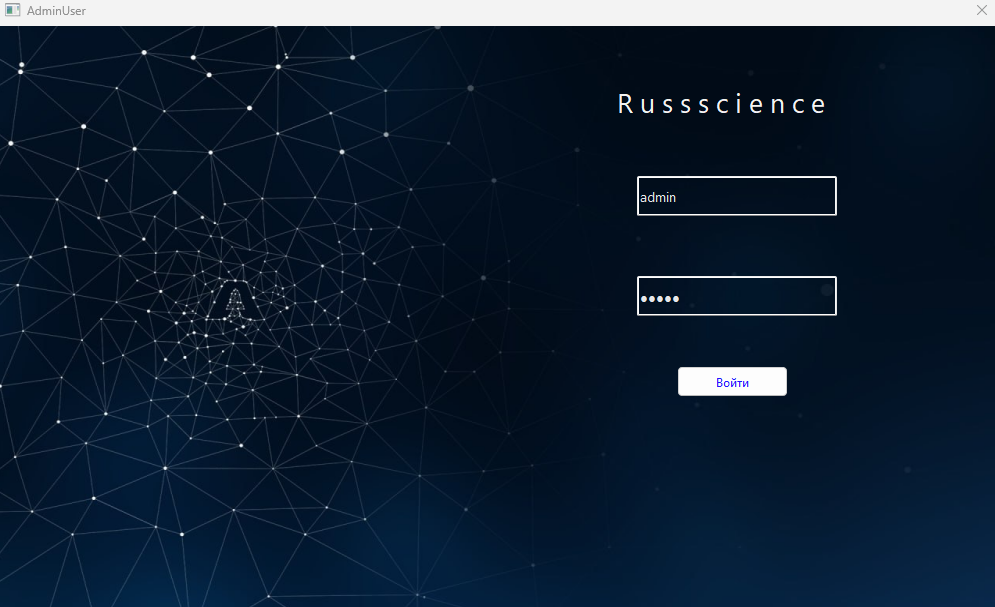 AdminUser
Russscience
admin
●●●●●
Войти